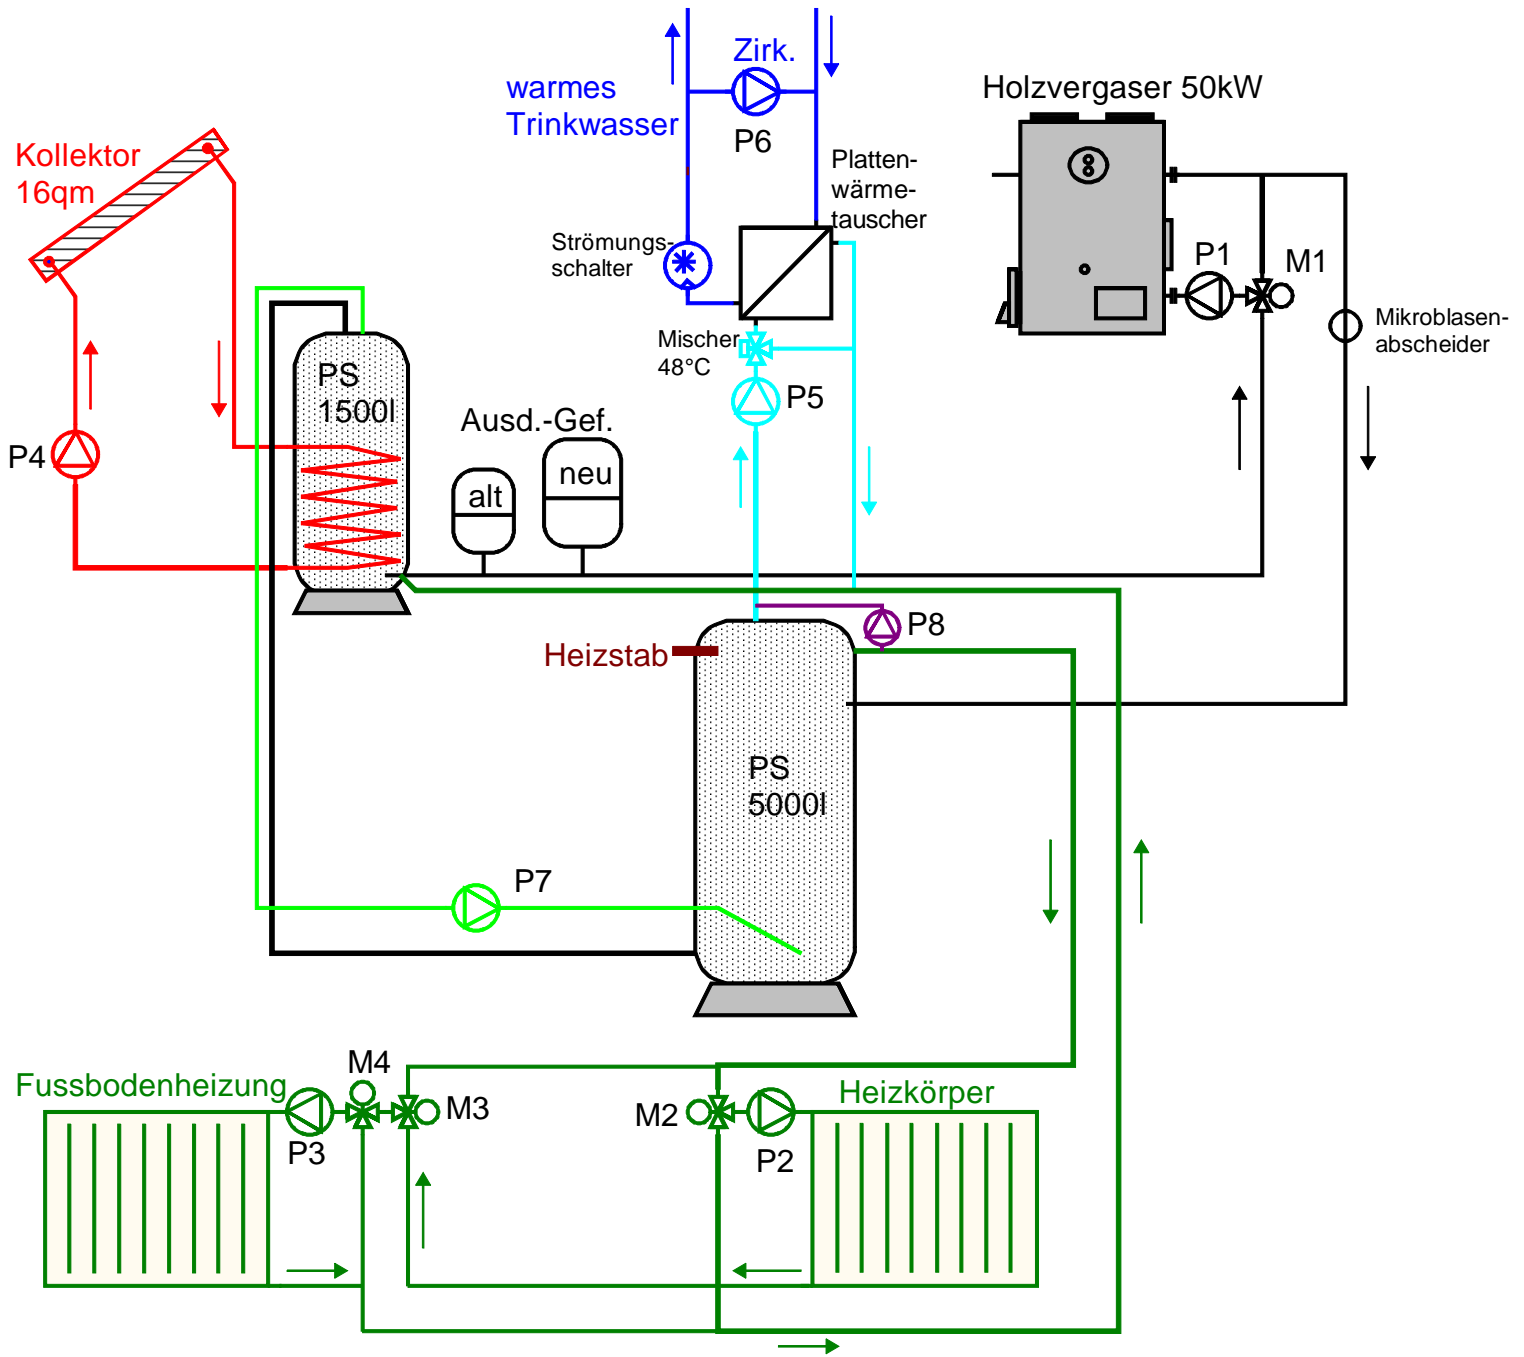 Zirk.
warmes
Trinkwasser
P6
Holzvergaser 50kW
Kollektor
16qm
Platten-
wärme-
tauscher
Strömungs-
schalter
P1
M1
Mischer
48°C
Mikroblasen-
abscheider
PS
1500l
P5
Ausd.-Gef.
P4
alt
neu
P8
Heizstab
PS
5000l
P7
M4
Fussbodenheizung
M3
M2
Heizkörper
P3
P2